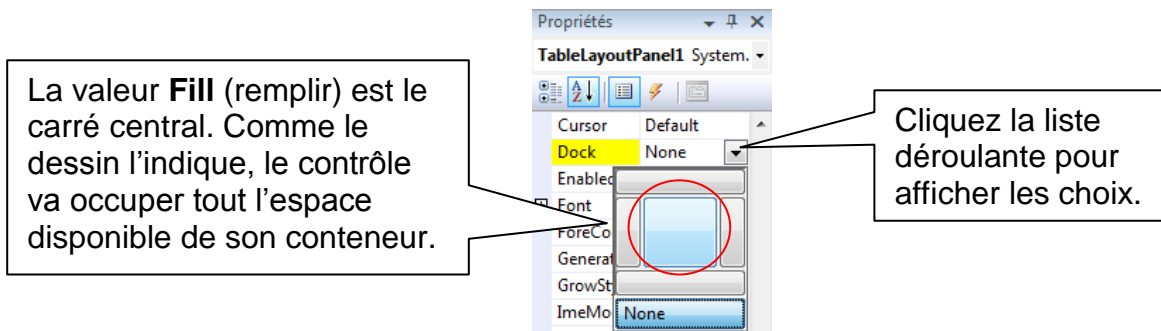 Propriétés
TableLayoutPanel1 System.
La valeur Fill (remplir) est le
carré central. Comme le
dessin l’indique, le contrôle
va occuper tout l’espace
disponible de son conteneur.
Cursor Default
Dock None
Enabled
Font
ForeCo
Generat
GrowSty
ImeMo None
Cliquez la liste
déroulante pour
afficher les choix.